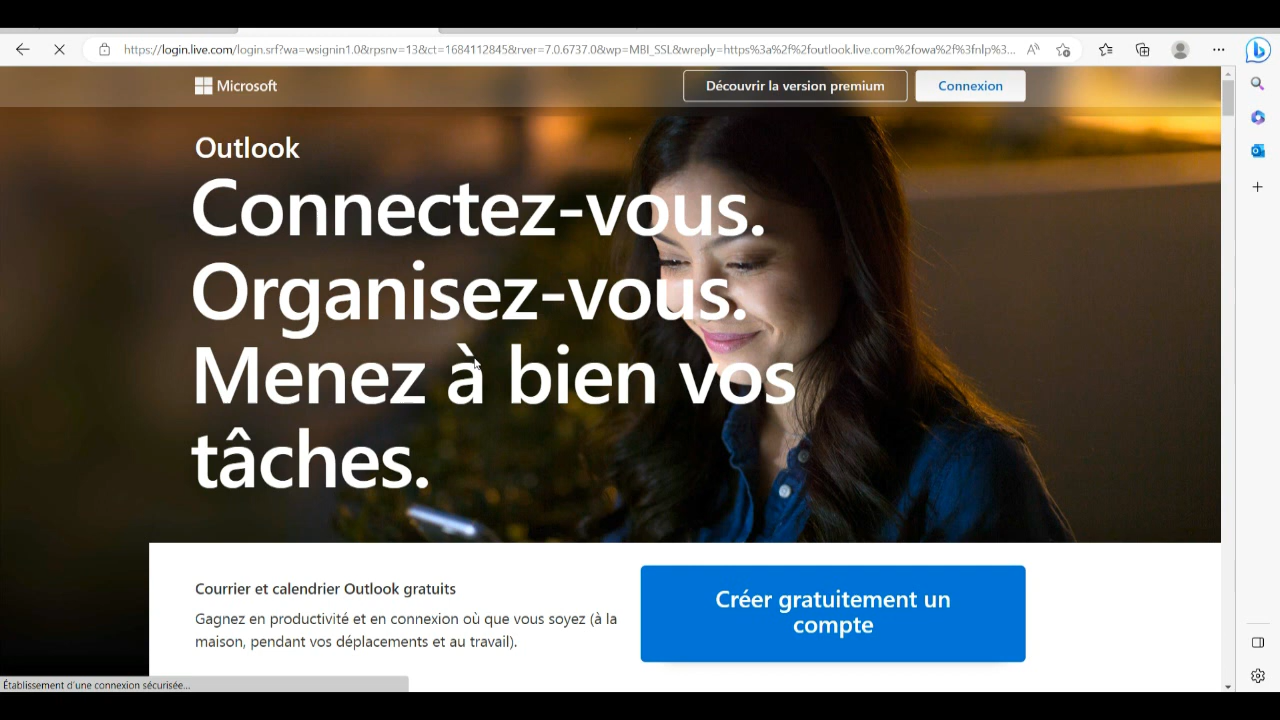 https://login.live.com/login.srf?wa=wsignin1.0&rpsnv=13&ct=1684112845&rver=7.0.6737.0&wp=MBI_SSL&wreply=https%3a%2f%2foutlook.live.com%2fowa%2f%3fnlp%3...
Microsoft
Découvrir la version premium
Connexion
Outlook
Connectez-vous.
Organisez-vous.
Menez à bien vos
tâches.
Courrier et calendrier Outlook gratuits
Gagnez en productivité et en connexion où que vous soyez (à la
maison, pendant vos déplacements et au travail).
Créer gratuitement un
compte
Établissement d'une connexion sécurisée...